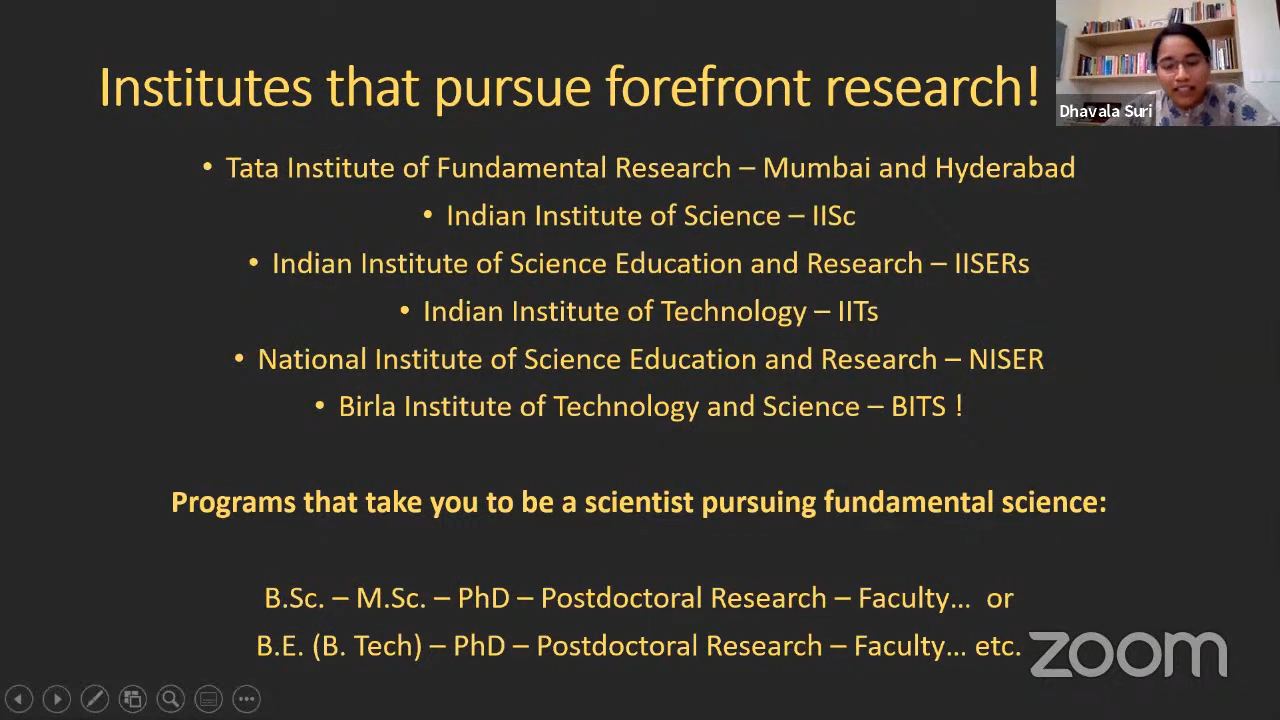 Institutes that pursue forefront research!
Dhavala Suri
• Tata Institute of Fundamental Research – Mumbai and Hyderabad
• Indian Institute of Science – IISc
• Indian Institute of Science Education and Research – IISERs
• Indian Institute of Technology – IITs
• National Institute of Science Education and Research – NISER
• Birla Institute of Technology and Science – BITS !
Programs that take you to be a scientist pursuing fundamental science:
B.Sc. – M.Sc. – PhD – Postdoctoral Research – Faculty... or
B.E. (B. Tech) – PhD – Postdoctoral Research – Faculty... etc.
zoom